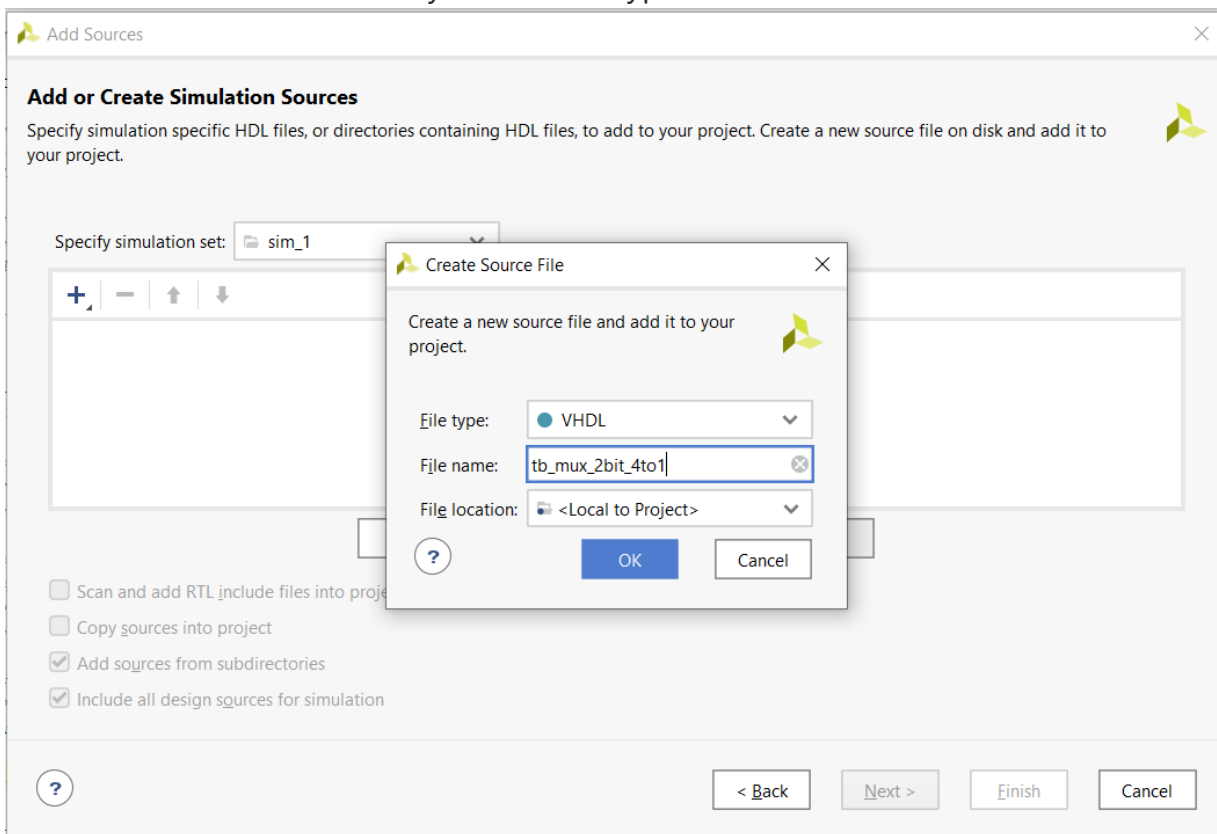 Add Sources
Add or Create Simulation Sources
Specify simulation specific HDL files, or directories containing HDL files, to add to your project. Create a new source file on disk and add it to
your project.
Specify simulation set: sim_1
Create Source File
Create a new source file and add it to your
project.
File type: VHDL
File name: tb_mux_2bit_4to1
File location: <Local to Project>
? OK Cancel
Scan and add RTL include files into proje
Copy sources into project
Add sources from subdirectories
Include all design sources for simulation
? < Back Next > Finish Cancel